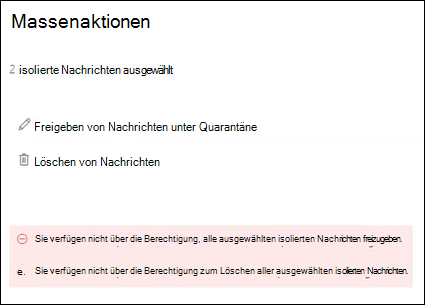 Massenaktionen
2 isolierte Nachrichten ausgewählt
Freigeben von Nachrichten unter Quarantäne
Löschen von Nachrichten
Sie verfügen nicht über die Berechtigung, alle ausgewählten isolierten Nachrichten freizugeben.
e. Sie verfügen nicht über die Berechtigung zum Löschen aller ausgewählten isolierten Nachrichten.